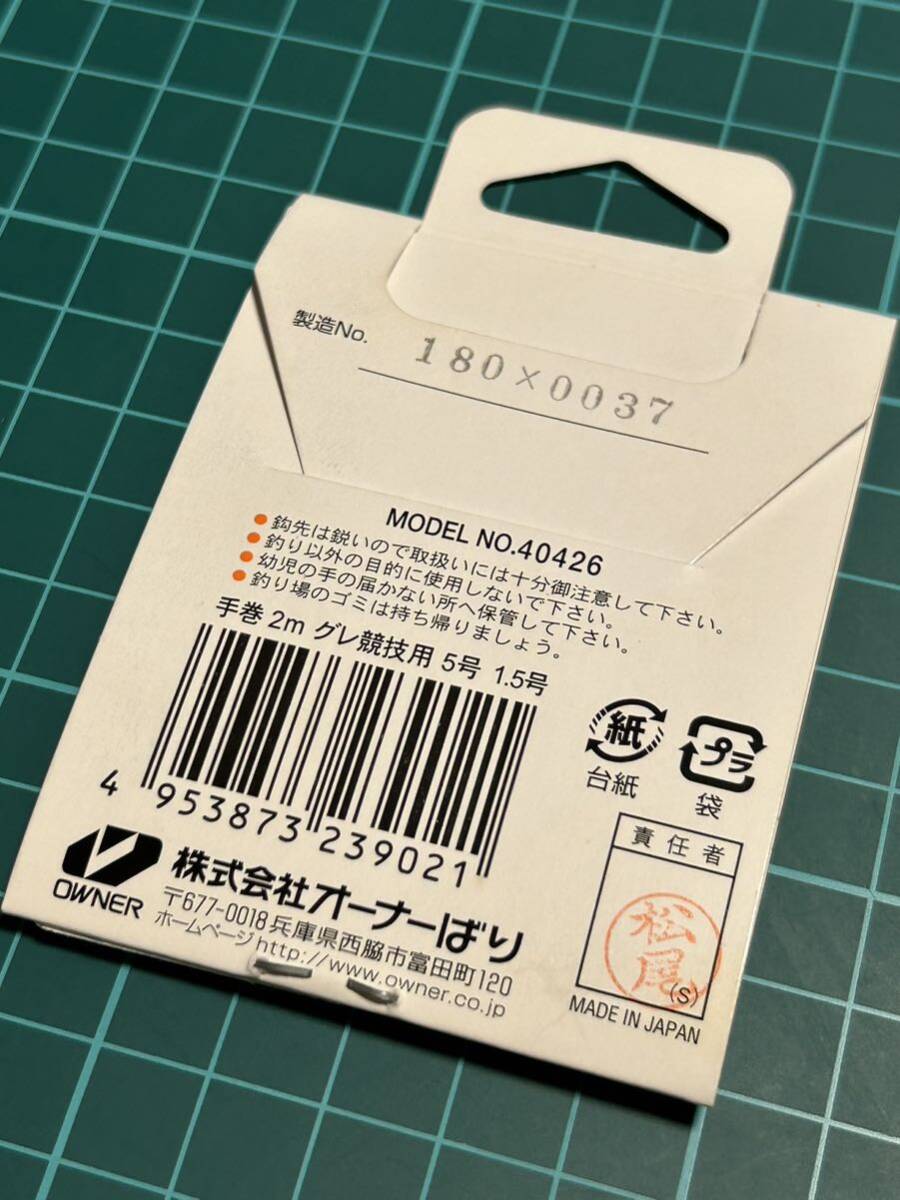 製造No.
180×0037
MODEL NO.40426
●鈎先は鋭いので取扱いには十分御注意して下さい。
●釣り以外の目的に使用しないで下さい。
●幼児の手の届かない所へ保管して下さい。
●釣り場のゴミは持ち帰りましょう。
手巻 2m グレ競技用 5号 1.5号
4 953873 239021
紙
台紙
プラ
袋
責任者
松尾
(S)
MADE IN JAPAN
OWNER
株式会社オーナーばり
〒677-0018 兵庫県西脇市富田町120
ホームページ http://www.owner.co.jp